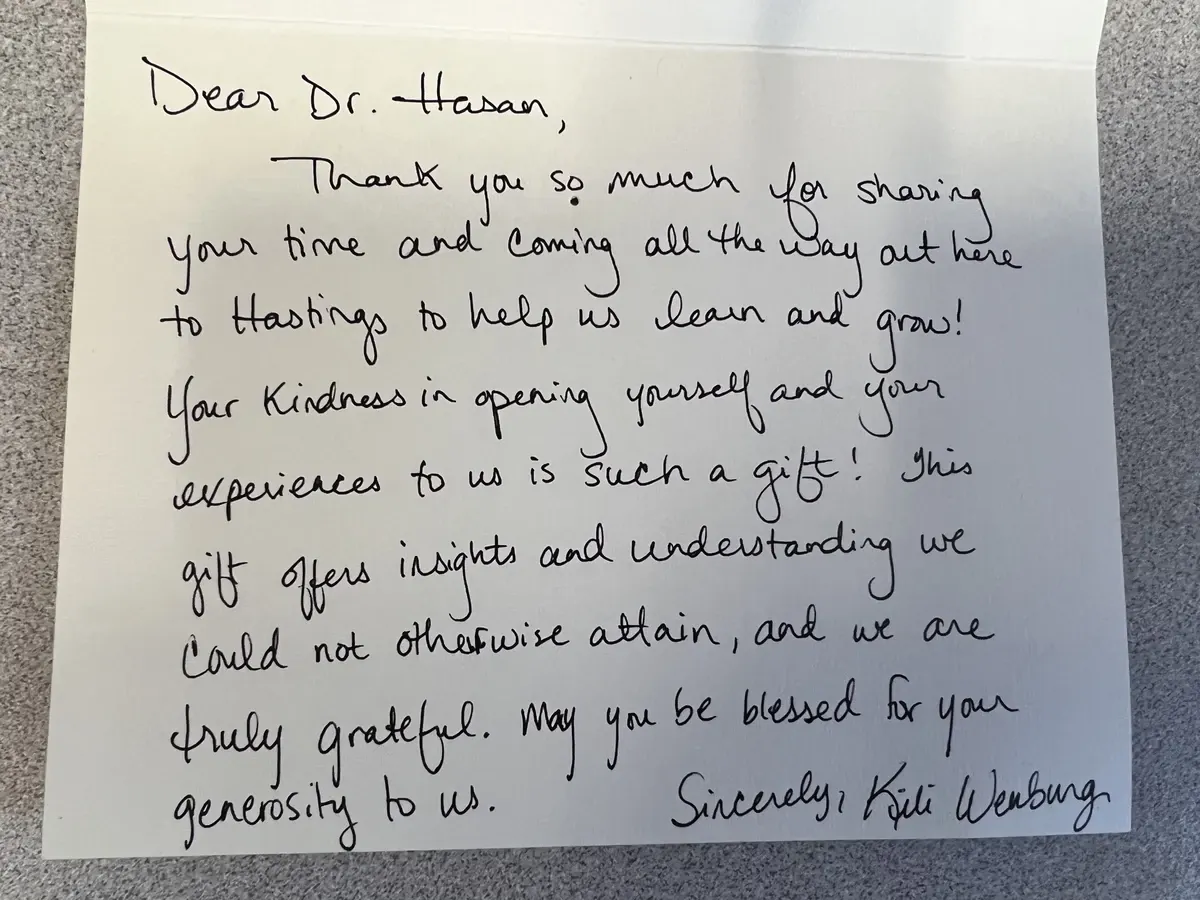 Dear Dr. Hasan,
Thank you so much for sharing
your time and coming all the way out here
to Hastings to help us learn and grow!
Your kindness in opening yourself and your
experiences to us is such a gift! This
gift offers insights and understanding we
could not otherwise attain, and we are
truly grateful. May you be blessed for your
generosity to us. Sincerely, Wenburg